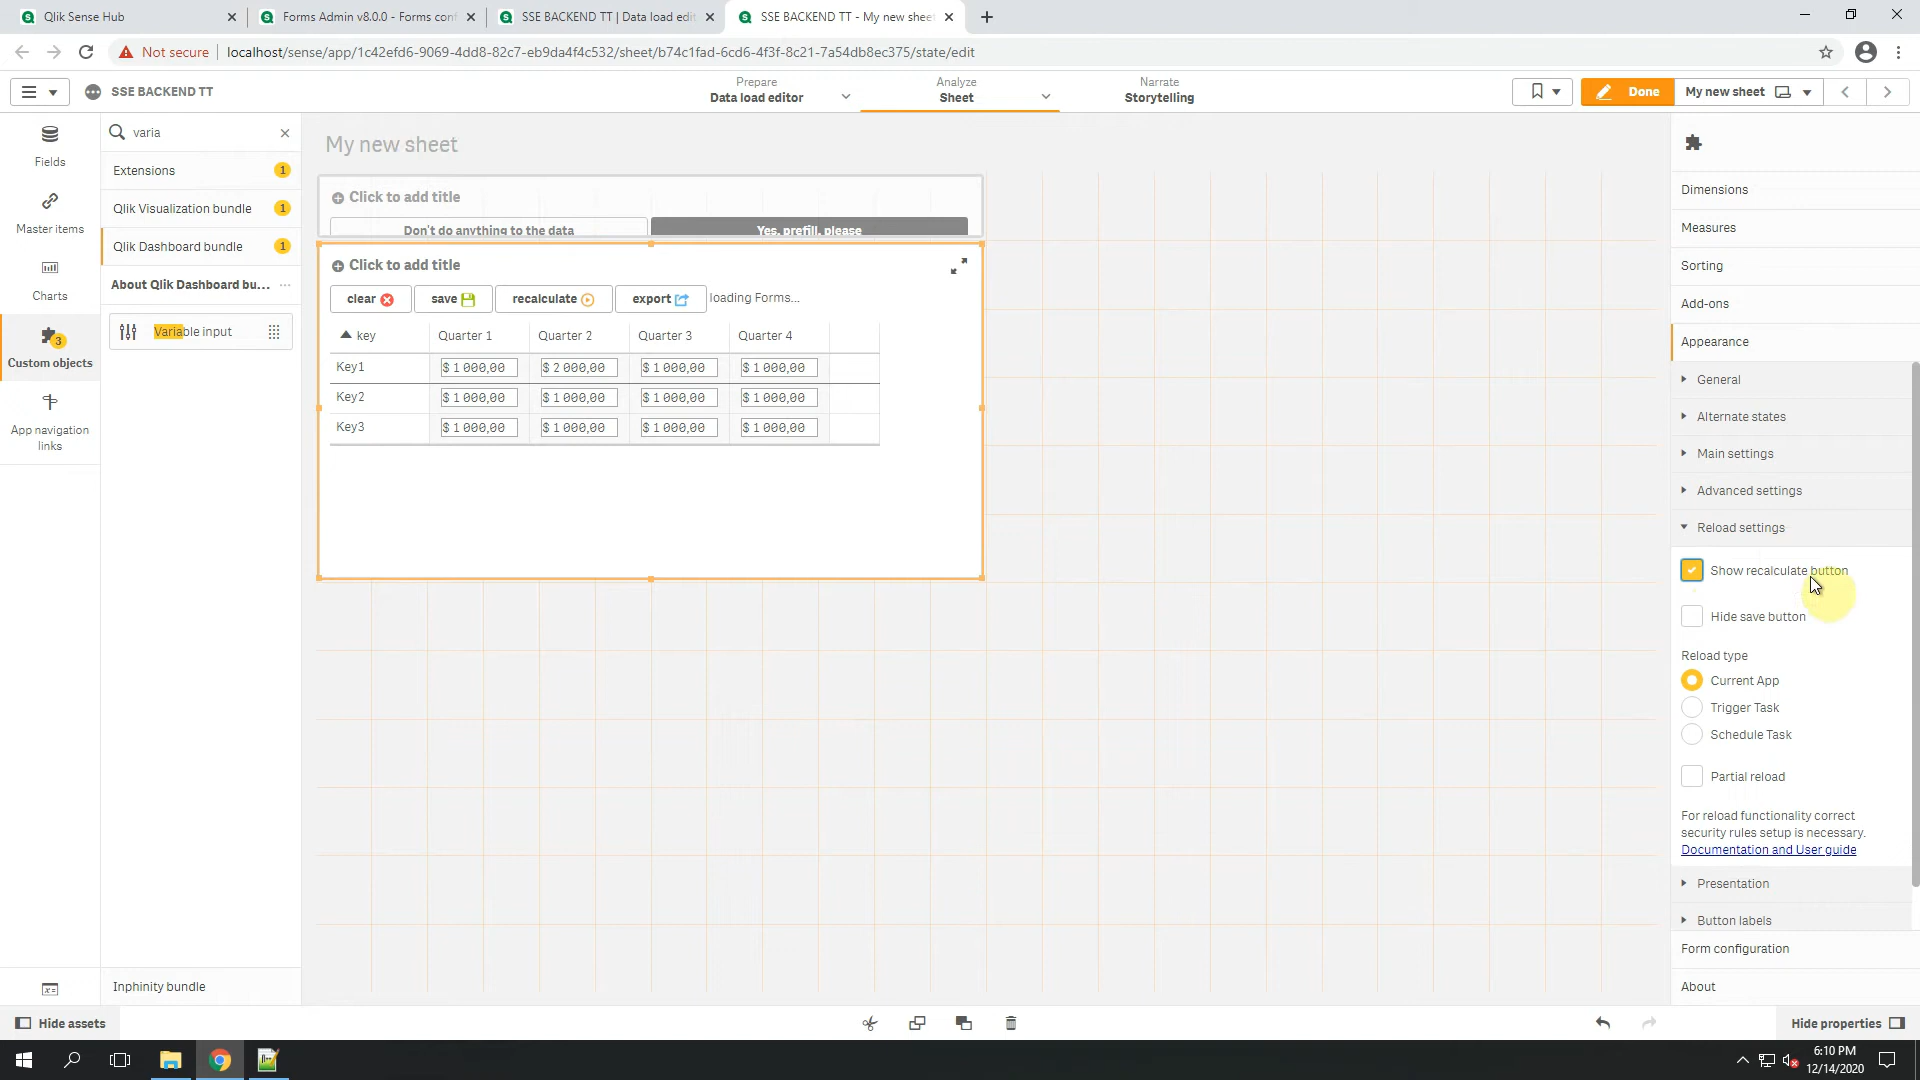 Qlik Sense Hub
Forms Admin v8.0.0 - Forms conf
SSE BACKEND TT | Data load edit
SSE BACKEND TT - My new sheet
Not secure
localhost/sense/app/1c42efd6-9069-4dd8-82c7-eb9da4f4c532/sheet/b74c1fad-6cd6-4f3f-8c21-7a54db8ec375/state/edit
SSE BACKEND TT
Prepare
Data load editor
Analyze
Sheet
Narrate
Storytelling
Done
My new sheet
Fields
Master items
Charts
3
Custom objects
App navigation
links
varia
Extensions 1
Qlik Visualization bundle 1
Qlik Dashboard bundle 1
About Qlik Dashboard bu... ...
Variable input
Inphinity bundle
My new sheet
Click to add title
Don't do anything to the data
Yes, prefill, please
Click to add title
clear save recalculate export loading Forms...
key Quarter 1 Quarter 2 Quarter 3 Quarter 4
Key1 $ 1 000,00 $ 2 000,00 $ 1 000,00 $ 1 000,00
Key2 $ 1 000,00 $ 1 000,00 $ 1 000,00 $ 1 000,00
Key3 $ 1 000,00 $ 1 000,00 $ 1 000,00 $ 1 000,00
Dimensions
Measures
Sorting
Add-ons
Appearance
General
Alternate states
Main settings
Advanced settings
Reload settings
Show recalculate button
Hide save button
Reload type
Current App
Trigger Task
Schedule Task
Partial reload
For reload functionality correct
security rules setup is necessary.
Documentation and User guide
Presentation
Button labels
Form configuration
About
Hide assets
Hide properties
6:10 PM
12/14/2020